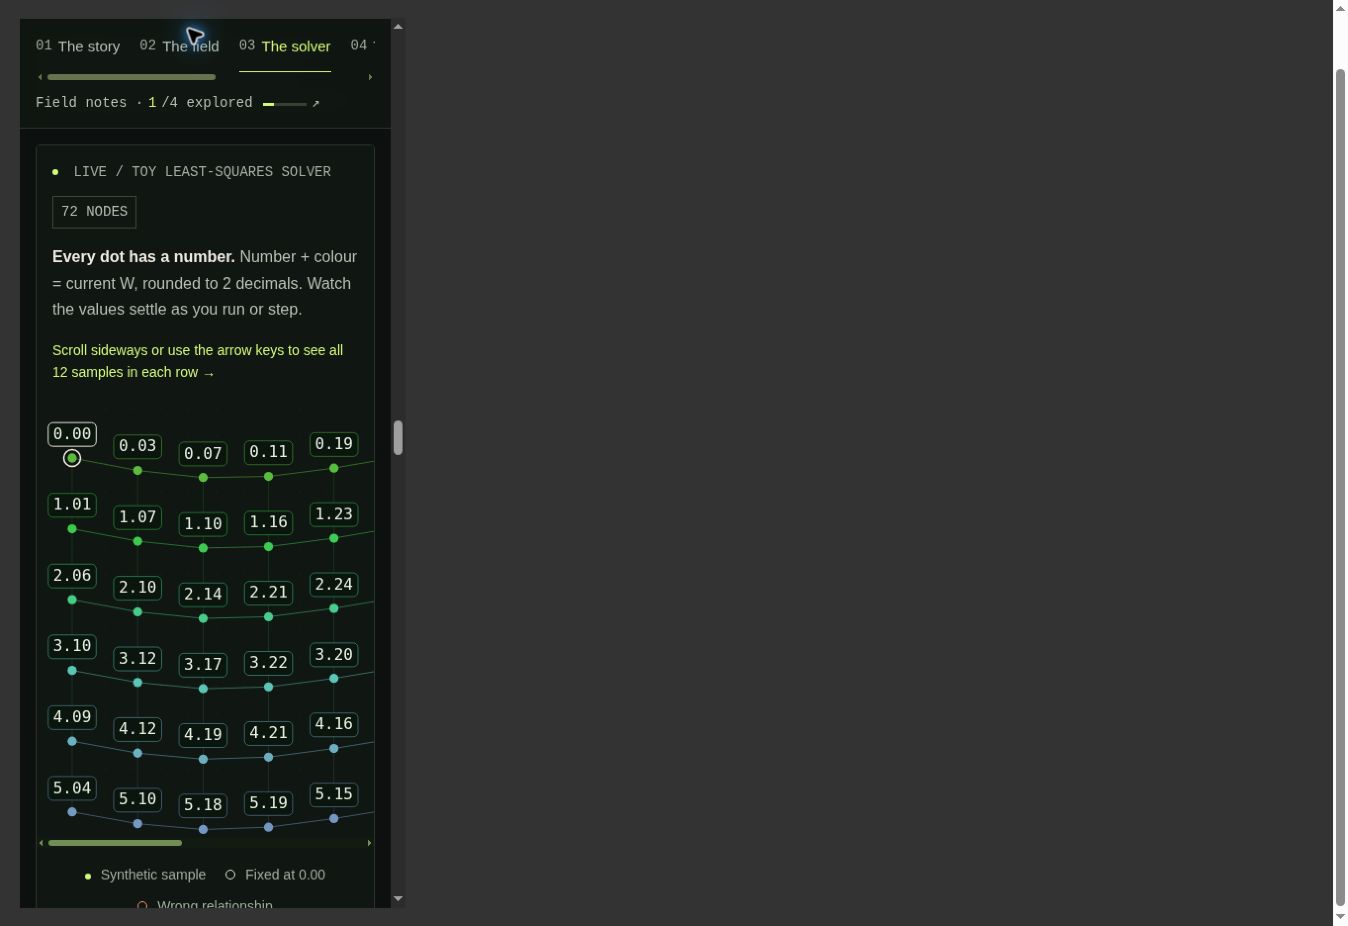 01 The story 02 The field 03 The solver 04
Field notes · 1 /4 explored ↗
LIVE / TOY LEAST-SQUARES SOLVER
72 NODES
Every dot has a number. Number + colour
= current W, rounded to 2 decimals. Watch
the values settle as you run or step.
Scroll sideways or use the arrow keys to see all
12 samples in each row →
0.00 0.03 0.07 0.11 0.19
1.01 1.07 1.10 1.16 1.23
2.06 2.10 2.14 2.21 2.24
3.10 3.12 3.17 3.22 3.20
4.09 4.12 4.19 4.21 4.16
5.04 5.10 5.18 5.19 5.15
Synthetic sample Fixed at 0.00
Wrong relationship